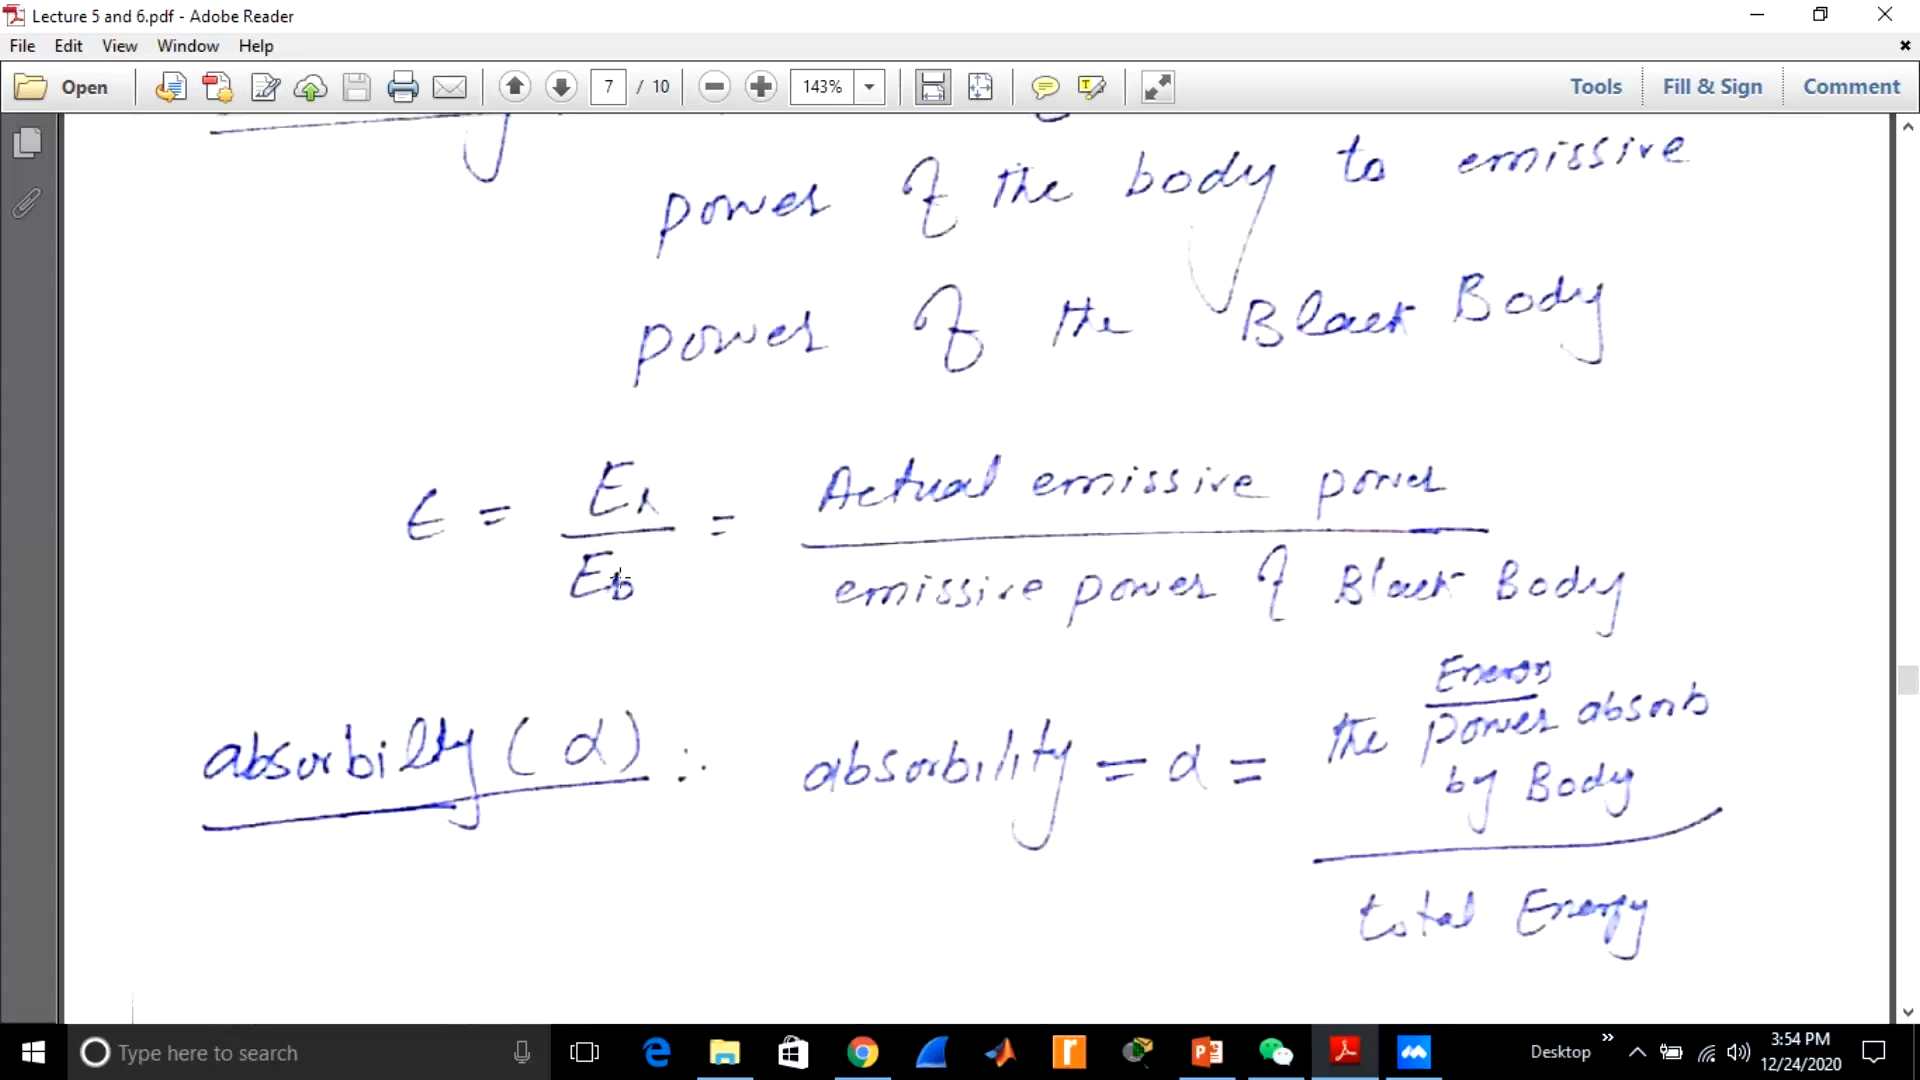 Lecture 5 and 6.pdf - Adobe Reader
File Edit View Window Help
Open 7 / 10 143% Tools Fill & Sign Comment
power of the body to emissive
power of the Black Body
ε = Eλ / Eb = Actual emissive power / emissive power of Black Body
absorbility (α) : absorbility = α = the Energy power absorb
by Body
total Energy
Type here to search Desktop 3:54 PM
12/24/2020